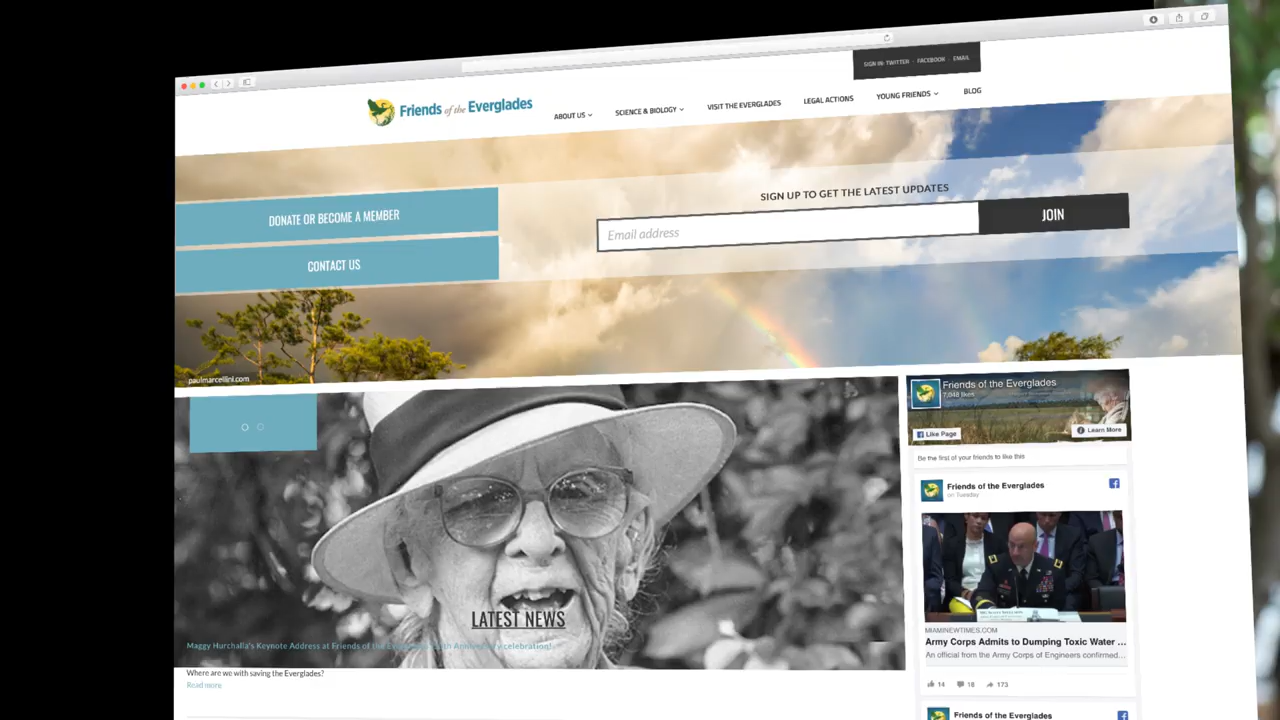 SIGN IN: TWITTER - FACEBOOK - EMAIL
Friends of the Everglades
ABOUT US
SCIENCE & BIOLOGY
VISIT THE EVERGLADES
LEGAL ACTIONS
YOUNG FRIENDS
BLOG
DONATE OR BECOME A MEMBER
CONTACT US
SIGN UP TO GET THE LATEST UPDATES
Email address
JOIN
paulmarcellini.com
LATEST NEWS
Maggy Hurchalla's Keynote Address at Friends of the Everglades Anniversary celebration!
Where are we with saving the Everglades?
Read more
Friends of the Everglades
7,048 likes
Like Page
Learn More
Be the first of your friends to like this
Friends of the Everglades
on Tuesday
MIAMINEWTIMES.COM
Army Corps Admits to Dumping Toxic Water ...
An official from the Army Corps of Engineers confirmed...
14
18
173
Friends of the Everglades